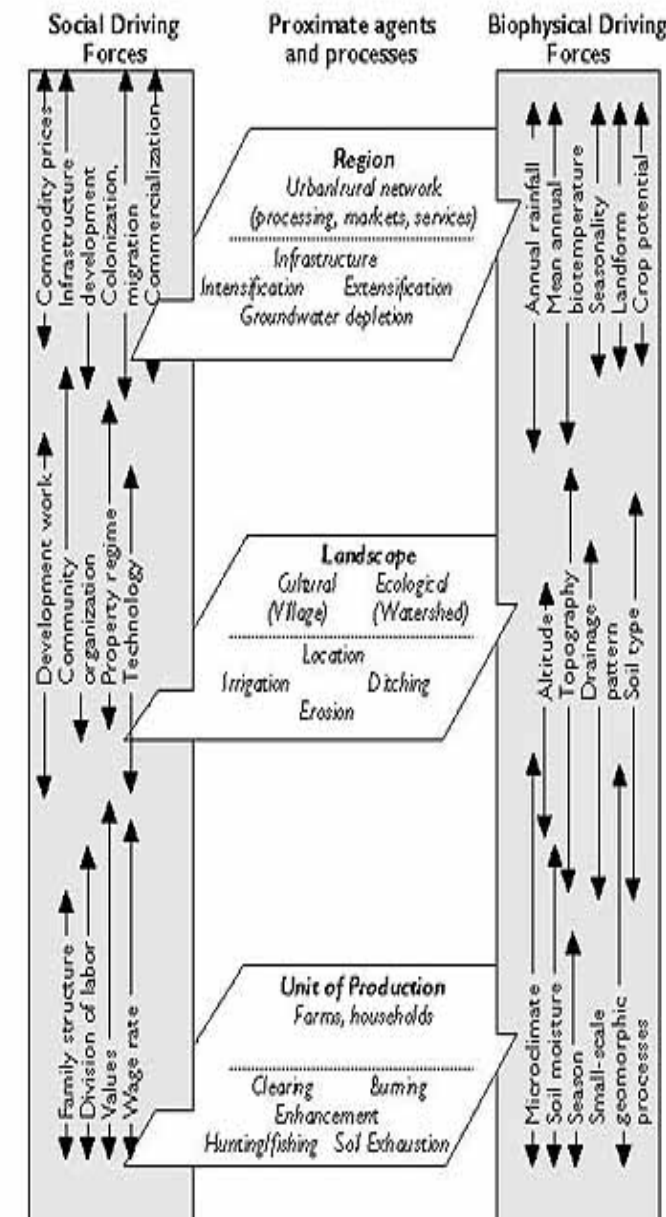 Social Driving
Forces
Proximate agents
and processes
Biophysical Driving
Forces
Commodity prices
Infrastructure
development
Colonization,
migration
Commercialization
Development work
Community
organization
Property regime
Technology
Family structure
Division of labor
Values
Wage rate
Region
Urban/rural network
(processing, markets, services)
Infrastructure
Intensification Extensification
Groundwater depletion
Landscape
Cultural Ecological
(Village) (Watershed)
Location
Irrigation Ditching
Erosion
Unit of Production
Farms, households
Clearing Burning
Enhancement
Hunting/fishing Soil Exhaustion
Annual rainfall
Mean annual
biotemperature
Seasonality
Landform
Crop potential
Altitude
Topography
Drainage
pattern
Soil type
Microclimate
Soil moisture
Season
Small-scale
geomorphic
processes